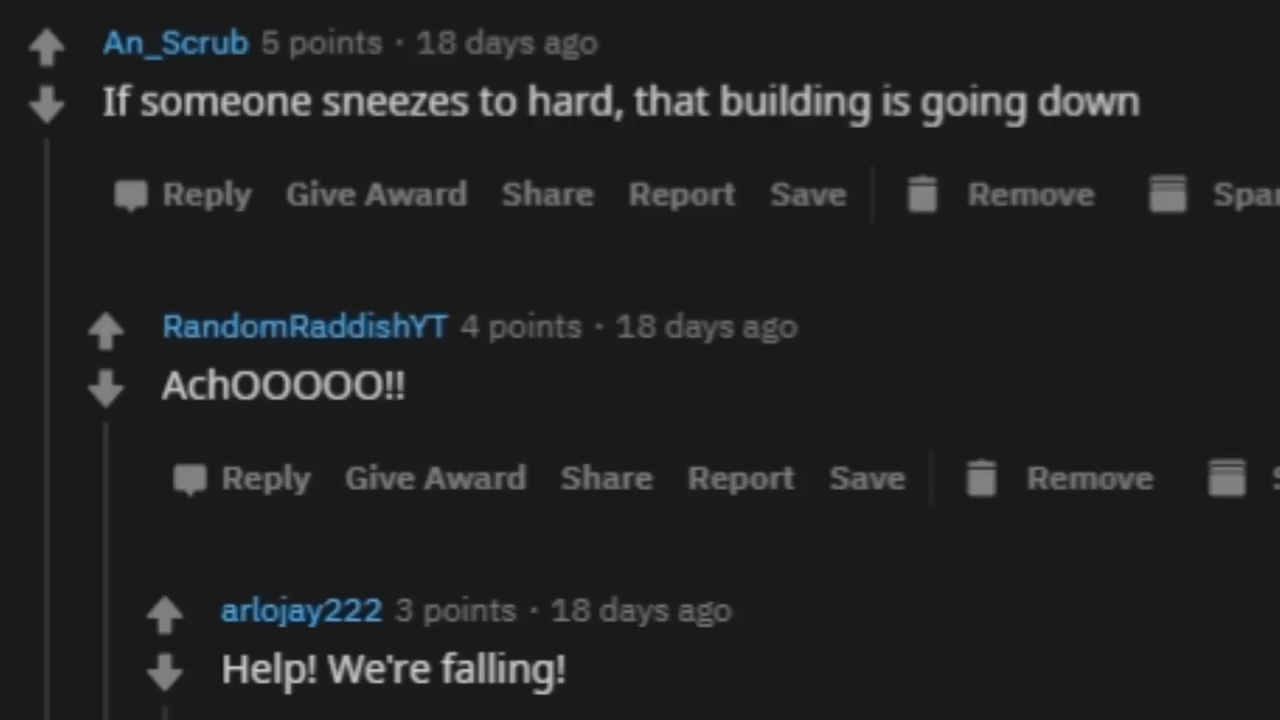 An_Scrub 5 points · 18 days ago
If someone sneezes to hard, that building is going down
Reply Give Award Share Report Save Remove
RandomRaddishYT 4 points · 18 days ago
AchOOOOO!!
Reply Give Award Share Report Save Remove
arlojay222 3 points · 18 days ago
Help! We're falling!